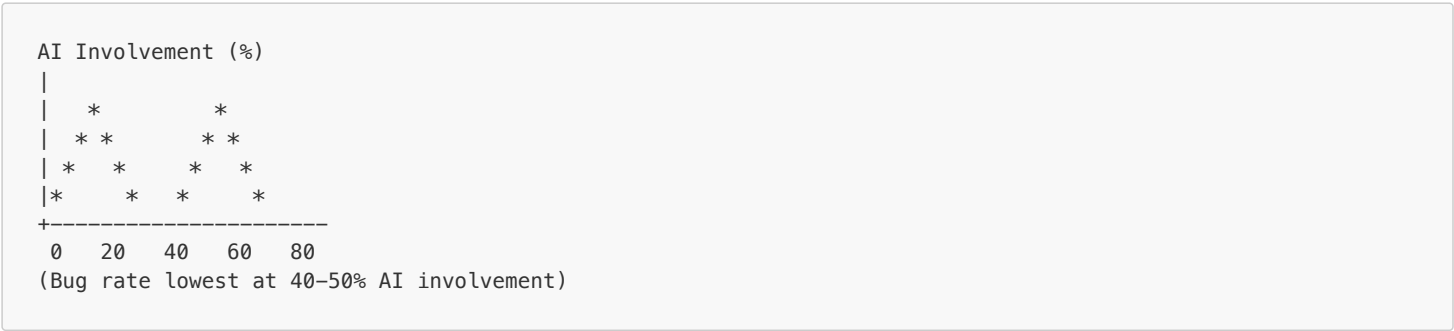 AI Involvement (%)
|
|   *         *
|  * *       * *
| *   *     *   *
|*     *   *     *
+----------------------
 0   20   40   60   80
(Bug rate lowest at 40-50% AI involvement)